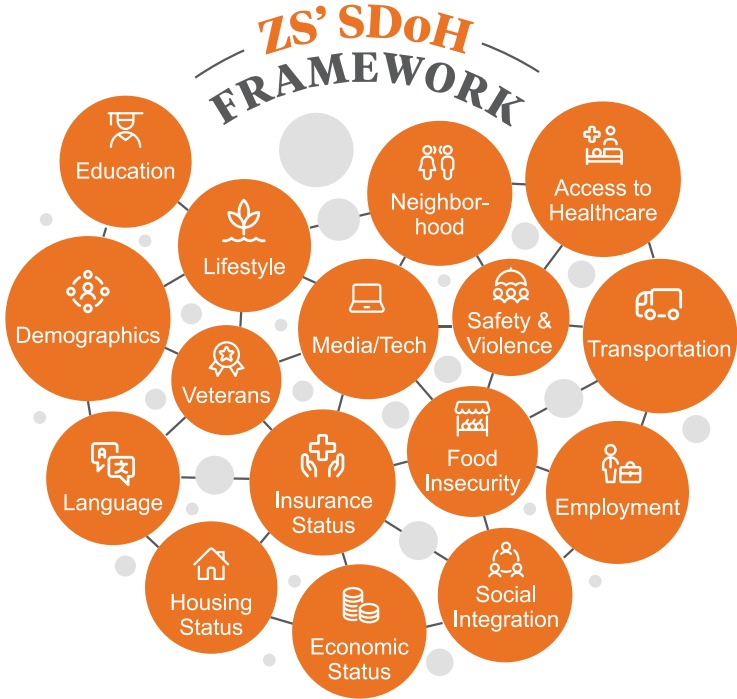 ZS' SDoH
FRAMEWORK
Education
Neighbor-
hood
Access to
Healthcare
Lifestyle
Demographics
Media/Tech
Safety &
Violence
Transportation
Veterans
Language
Insurance
Status
Food
Insecurity
Employment
Housing
Status
Economic
Status
Social
Integration
A
文